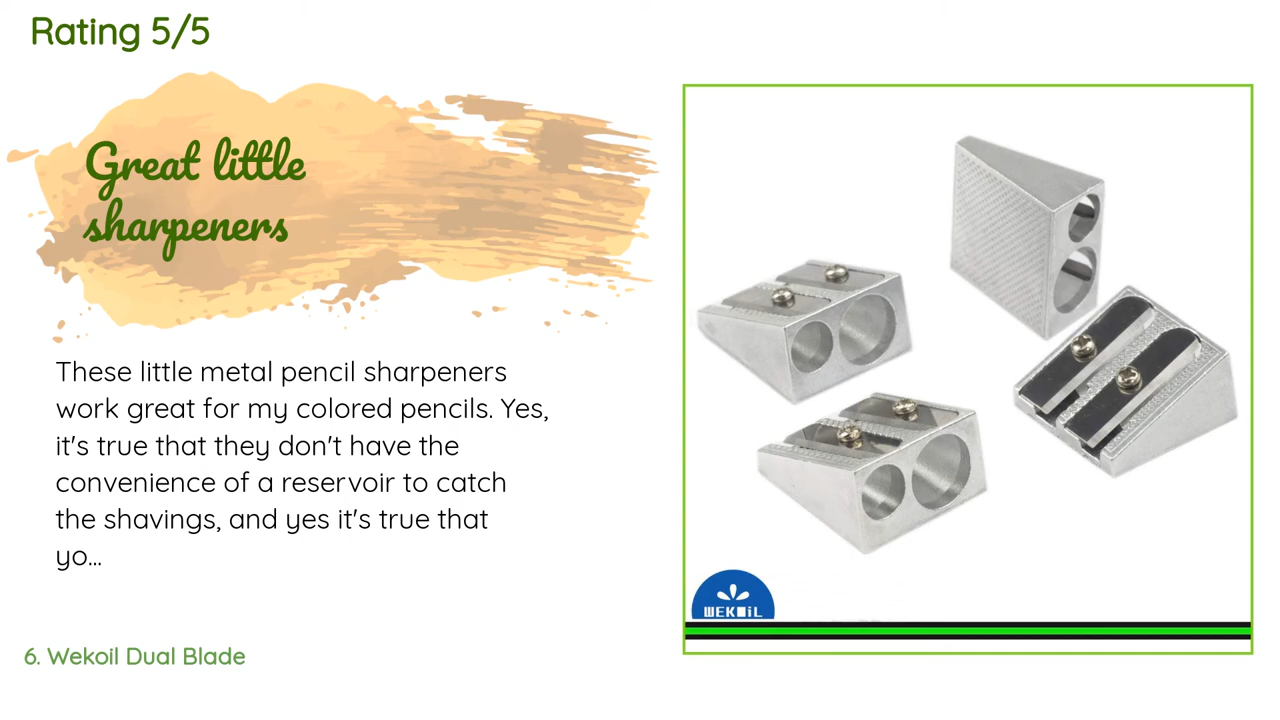 Rating 5/5
Great little
sharpeners
These little metal pencil sharpeners
work great for my colored pencils. Yes,
it's true that they don't have the
convenience of a reservoir to catch
the shavings, and yes it's true that
yo...
WEKOiL
6. Wekoil Dual Blade